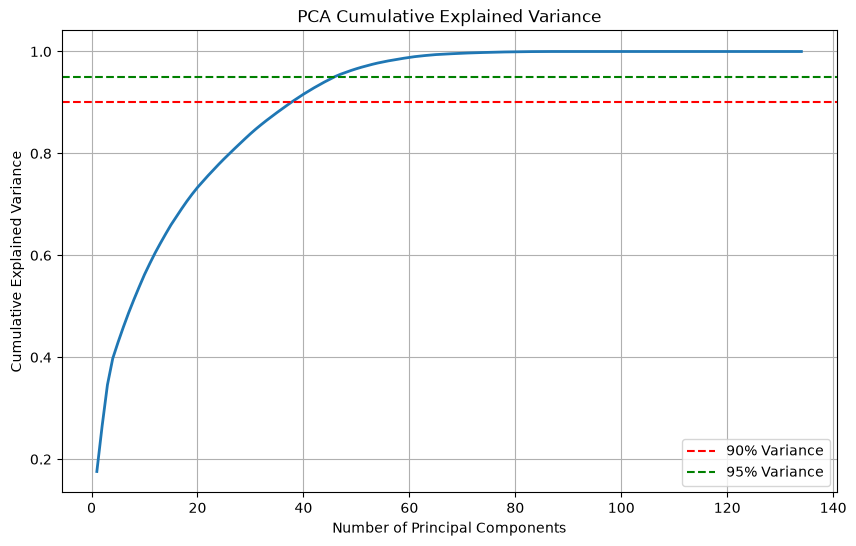 PCA Cumulative Explained Variance
Cumulative Explained Variance
1.0
0.8
0.6
0.4
0.2
90% Variance
95% Variance
0 20 40 60 80 100 120 140
Number of Principal Components